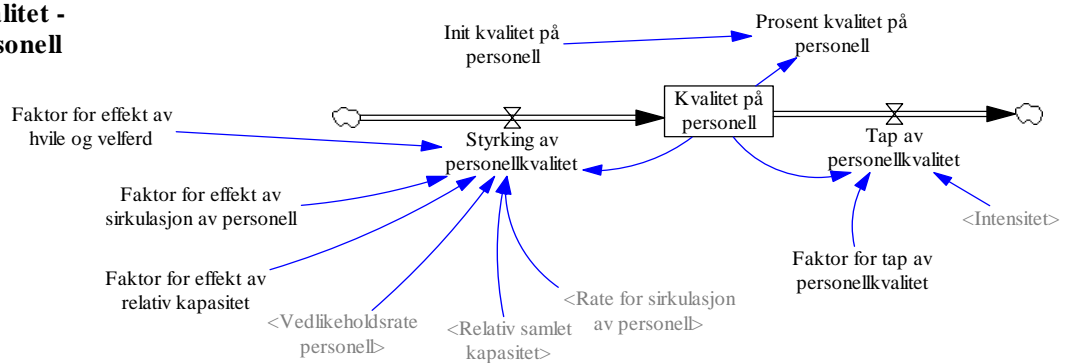 litet -
sonell
Init kvalitet på
personell
Prosent kvalitet på
personell
Faktor for effekt av
hvile og velferd
Kvalitet på
personell
Styrking av
personellkvalitet
Tap av
personellkvalitet
Faktor for effekt av
sirkulasjon av personell
<Intensitet>
Faktor for effekt av
relativ kapasitet
Faktor for tap av
personellkvalitet
<Vedlikeholdsrate
personell>
<Relativ samlet
kapasitet>
<Rate for sirkulasjon
av personell>